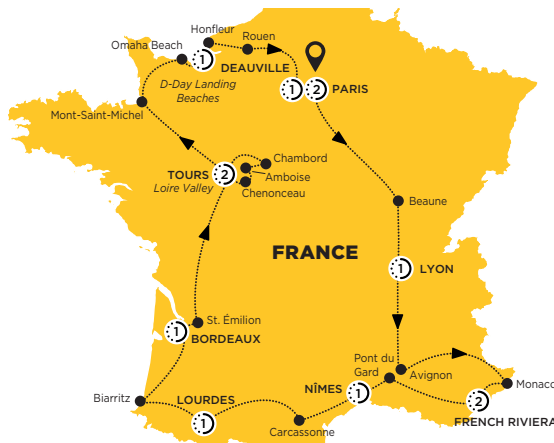 Honfleur
Rouen
Omaha Beach
1
DEAUVILLE
D-Day Landing
Beaches
1
2
PARIS
Mont-Saint-Michel
Chambord
TOURS
2
Amboise
Loire Valley
Chenonceau
Beaune
FRANCE
1
LYON
St. Émilion
1
BORDEAUX
Pont du
Gard
Avignon
Monaco
NÎMES
1
2
FRENCH RIVIERA
Biarritz
LOURDES
1
Carcassonne